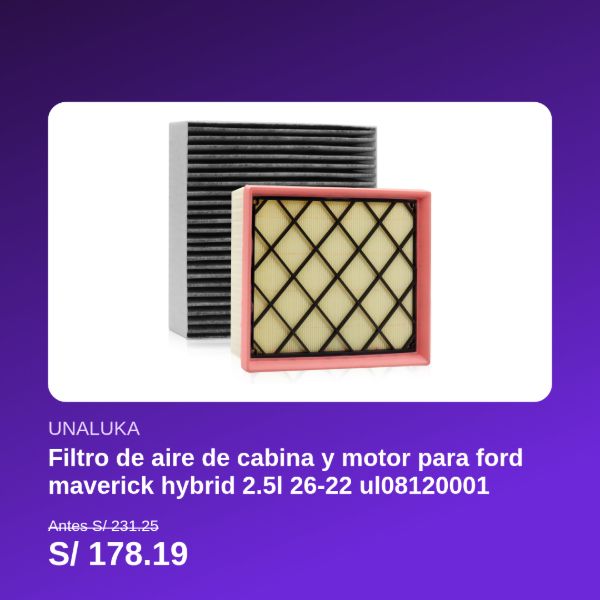 UNALUKA
Filtro de aire de cabina y motor para ford
maverick hybrid 2.5l 26-22 ul08120001
Antes S/ 231.25
S/ 178.19